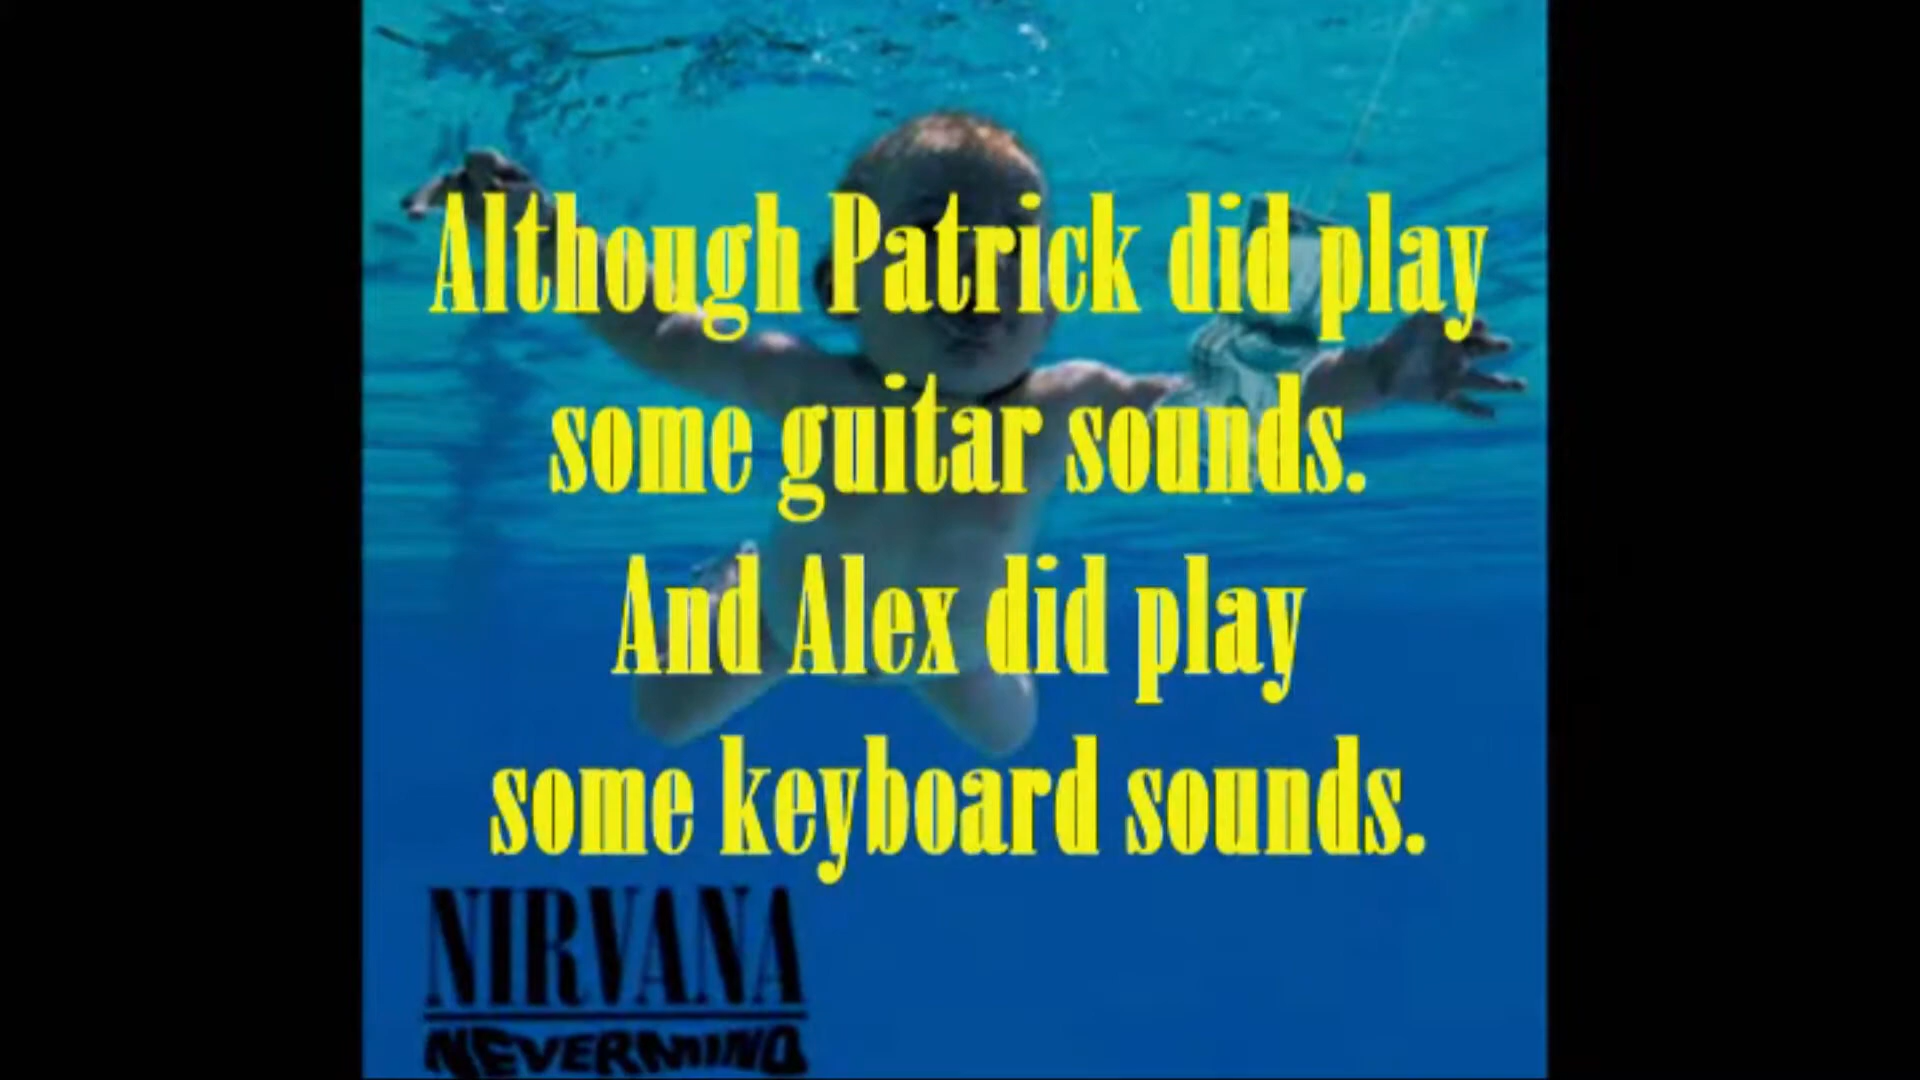 Although Patrick did play
some guitar sounds.
And Alex did play
some keyboard sounds.
NIRVANA
NEVERMIND